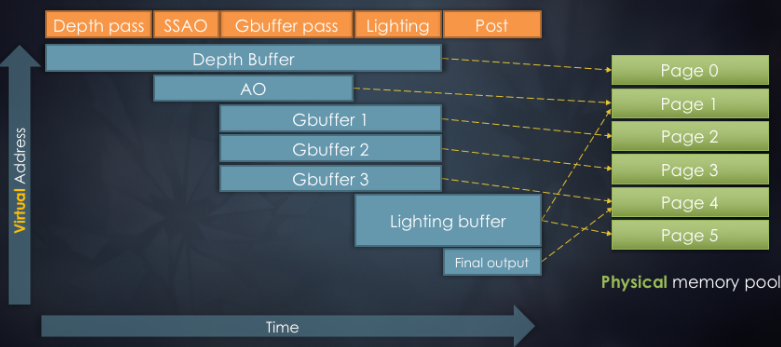 Depth pass SSAO Gbuffer pass Lighting Post
Depth Buffer
AO
Gbuffer 1
Gbuffer 2
Gbuffer 3
Lighting buffer
Final output
Virtual Address
Time
Page 0
Page 1
Page 2
Page 3
Page 4
Page 5
Physical memory pool